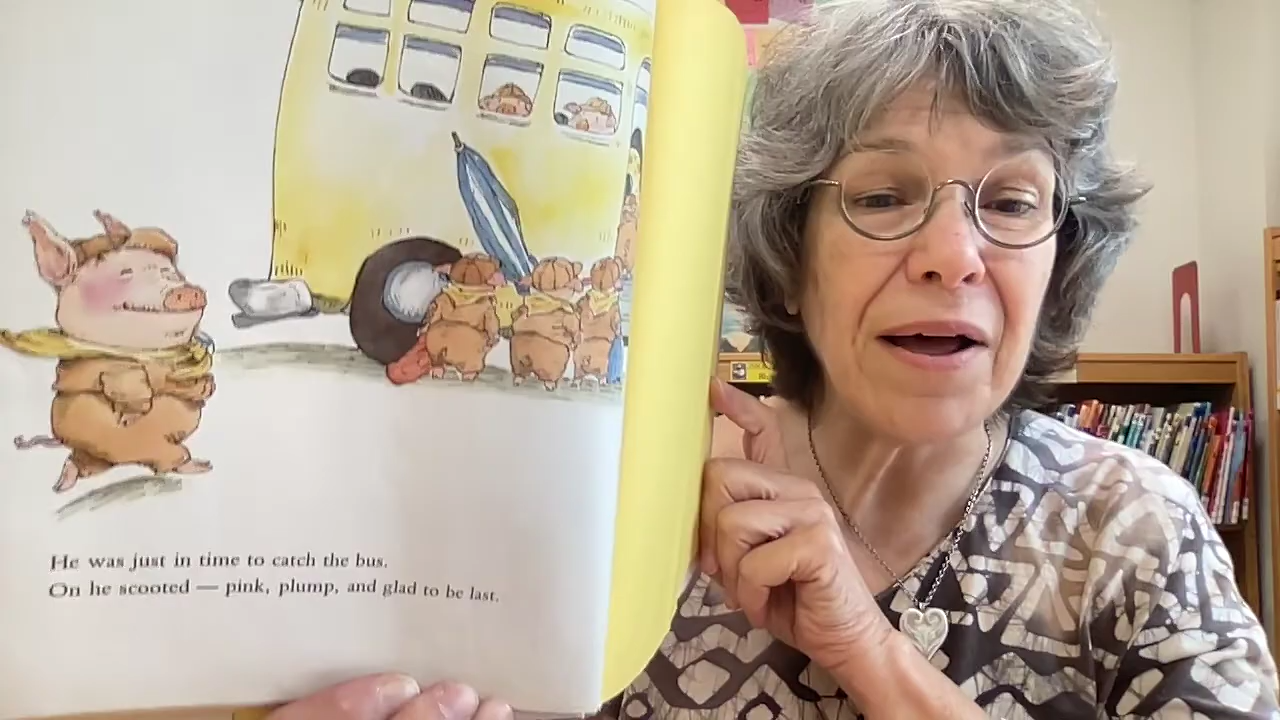 He was just in time to catch the bus.
On he scooted — pink, plump, and glad to be last.